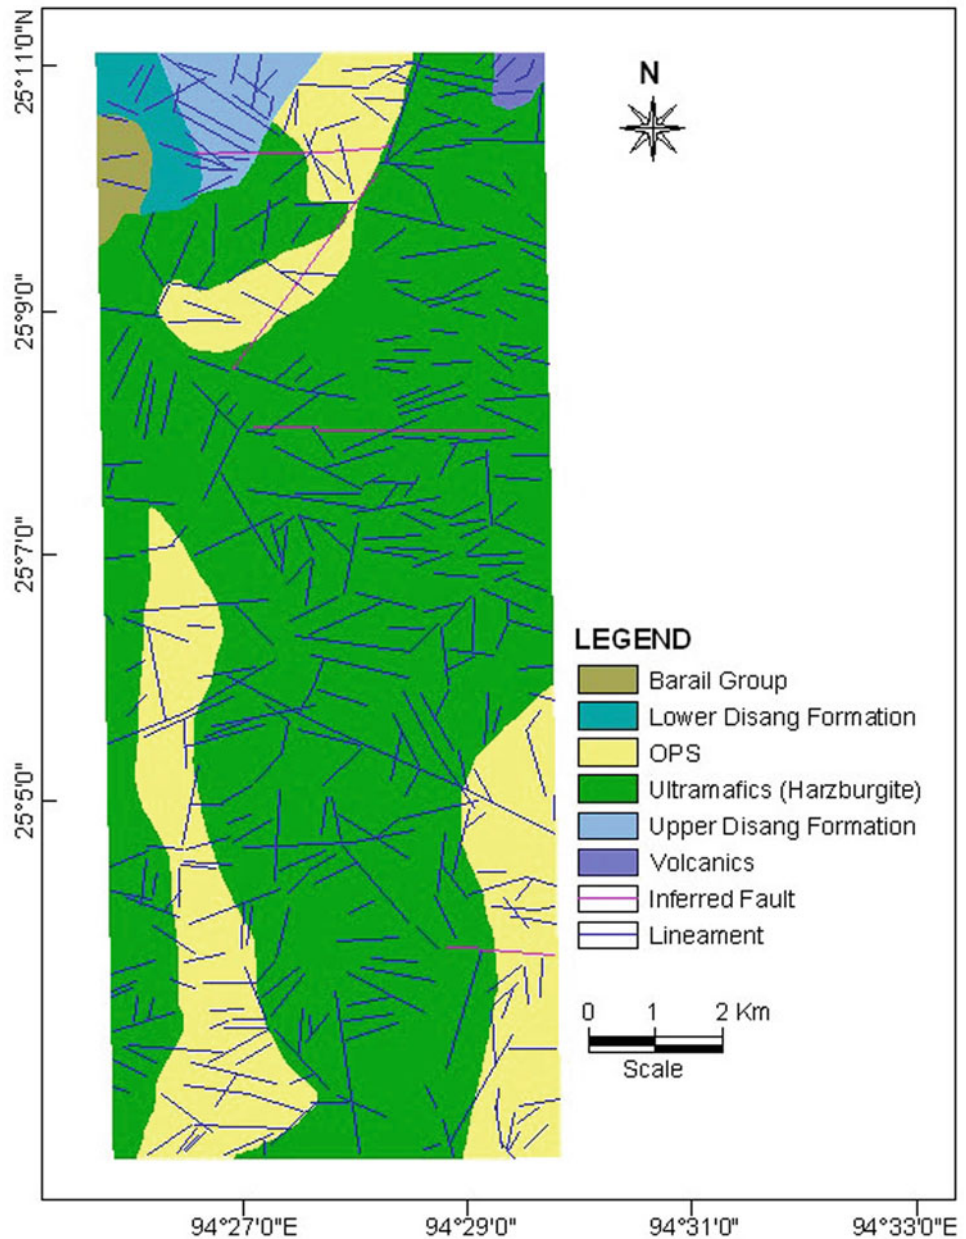 25°11'0"N
25°9'0"
25°7'0"
25°5'0"
N
LEGEND
Barail Group
Lower Disang Formation
OPS
Ultramafics (Harzburgite)
Upper Disang Formation
Volcanics
Inferred Fault
Lineament
0 1 2 Km
Scale
94°27'0"E 94°29'0" 94°31'0" 94°33'0"E